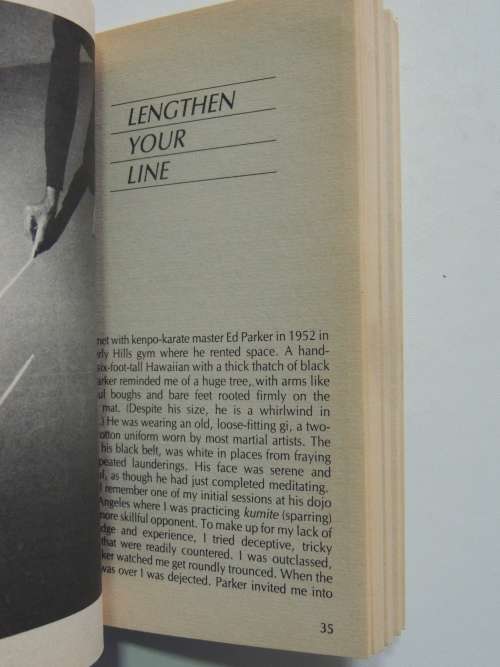 LENGTHEN
YOUR
LINE
met with kenpo-karate master Ed Parker in 1952 in
Hills gym where he rented space. A hand-
six-foot-tall Hawaiian with a thick thatch of black
reminded me of a huge tree, with arms like
boughs and bare feet rooted firmly on the
mat. (Despite his size, he is a whirlwind in
.) He was wearing an old, loose-fitting gi, a two-
uniform worn by most martial artists. The
his black belt, was white in places from fraying
launderings. His face was serene and
, as though he had just completed meditating.
I remember one of my initial sessions at his dojo
Angeles where I was practicing kumite (sparring)
more skillful opponent. To make up for my lack of
and experience, I tried deceptive, tricky
that were readily countered. I was outclassed,
watched me get roundly trounced. When the
was over I was dejected. Parker invited me into
35